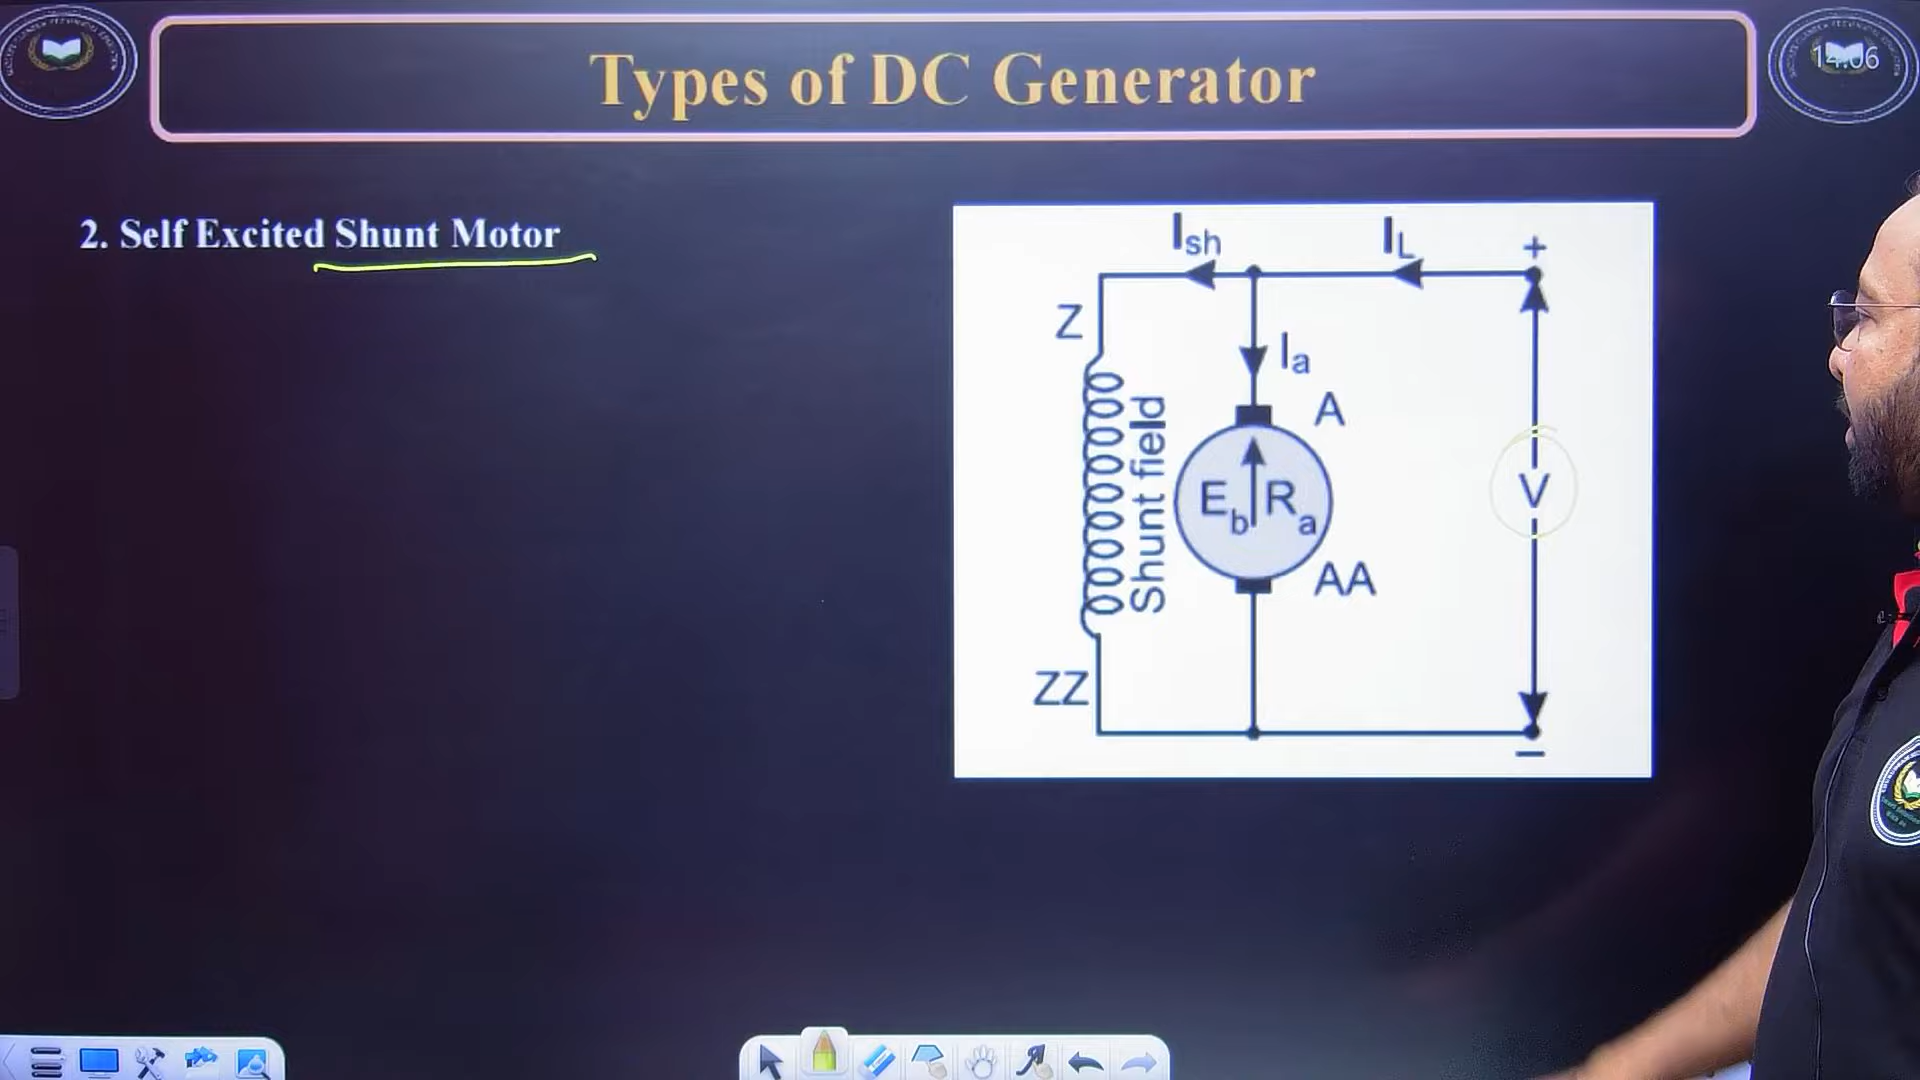 Types of DC Generator
14:06
2. Self Excited Shunt Motor
Ish
IL
+
Z
Ia
A
Shunt field
Eb
Ra
V
AA
ZZ
–